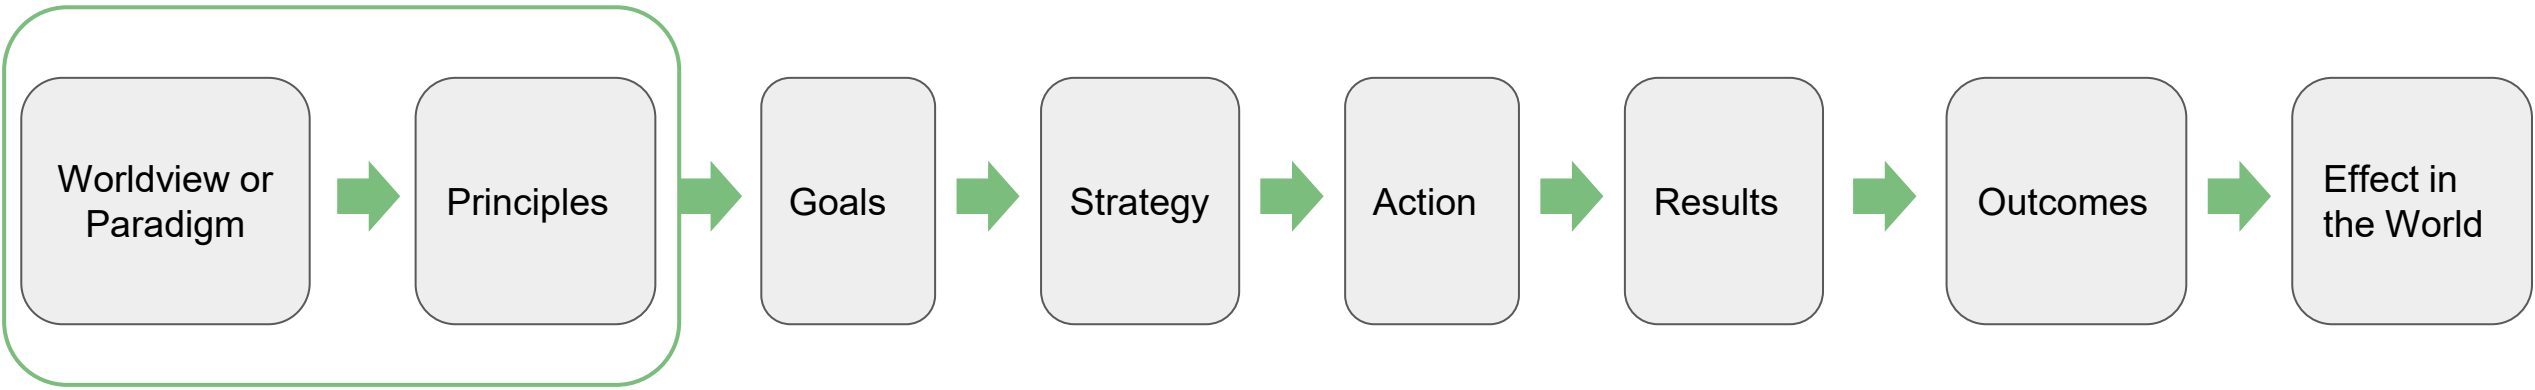 Worldview or
Paradigm
Principles
Goals
Strategy
Action
Results
Outcomes
Effect in
the World